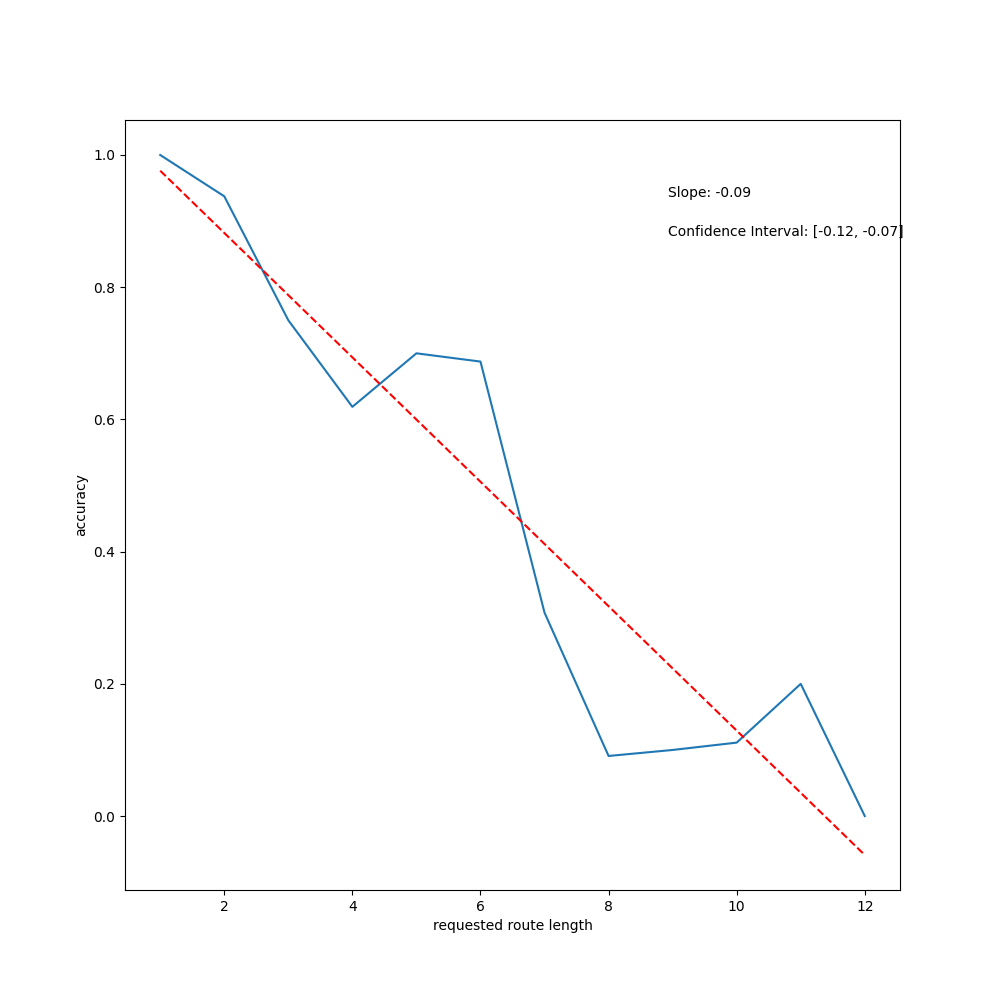 Slope: -0.09
Confidence Interval: [-0.12, -0.07]
1.0
0.8
0.6
0.4
0.2
0.0
accuracy
2 4 6 8 10 12
requested route length